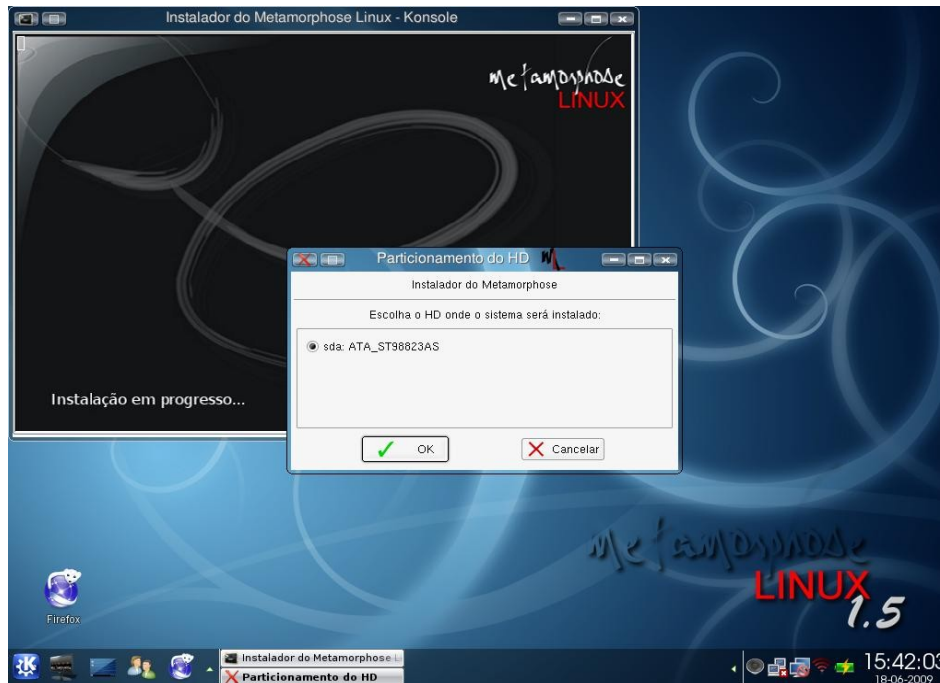 Instalador do Metamorphose Linux - Konsole
metamorphose
LINUX
Instalação em progresso...
Particionamento do HD
Instalador do Metamorphose
Escolha o HD onde o sistema será instalado:
sda: ATA_ST98823AS
OK
Cancelar
metamorphose
LINUX
1.5
Firefox
Instalador do Metamorphose L
Particionamento do HD
15:42:03
18-06-2009